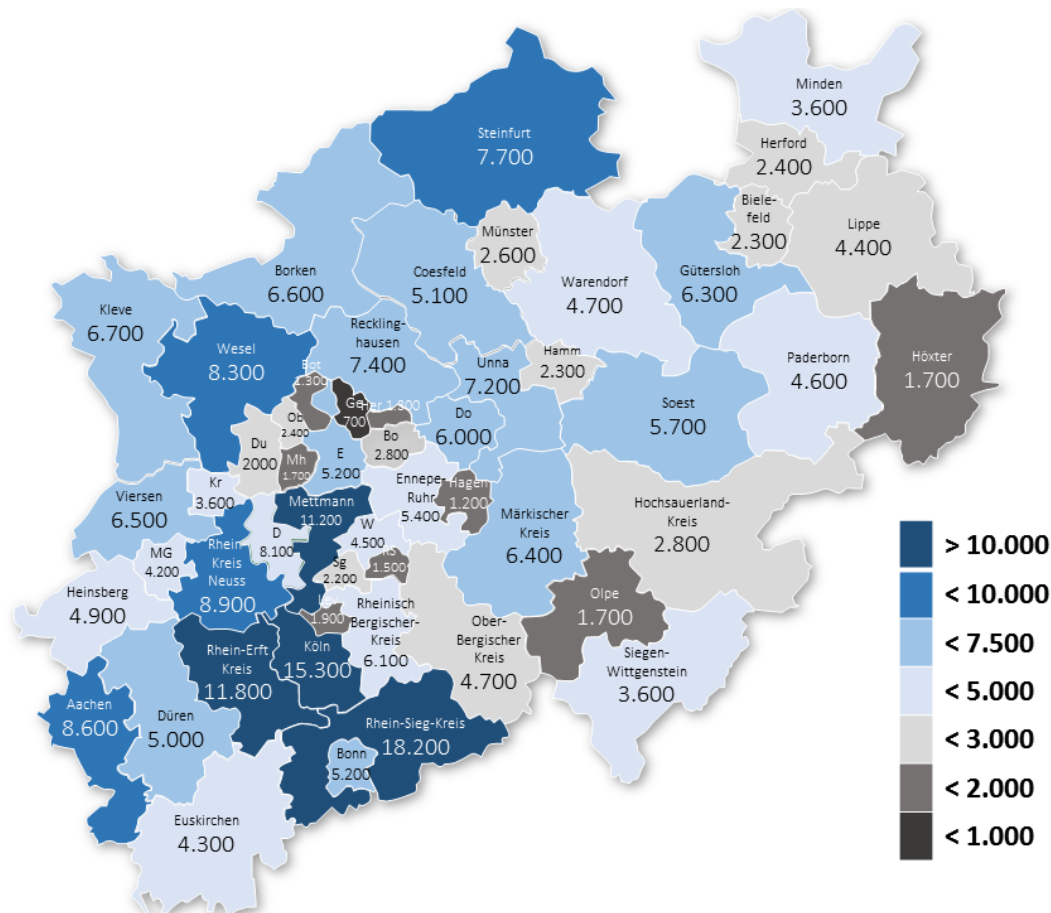 Minden
3.600
Steinfurt
7.700
Herford
2.400
Biele-
feld
2.300
Lippe
4.400
Münster
2.600
Borken
6.600
Coesfeld
5.100
Warendorf
4.700
Gütersloh
6.300
Kleve
6.700
Wesel
8.300
Reckling-
hausen
7.400
Unna
7.200
Hamm
2.300
Paderborn
4.600
Höxter
1.700
Bot
1.300
Ge
700
Her
Ob
2.400
Do
6.000
Soest
5.700
Du
2000
Mh
1.700
E
5.200
Bo
2.800
Kr
3.600
Viersen
6.500
Mettmann
11.200
Ennepe-
Ruhr
5.400
Hagen
1.200
Märkischer
Kreis
6.400
Hochsauerland-
Kreis
2.800
D
8.100
W
4.500
MG
4.200
Rhein
Kreis
Neuss
8.900
Sg
2.200
1.500
Heinsberg
4.900
1.900
Rheinisch
Bergischer-
Kreis
6.100
Ober-
Bergischer
Kreis
4.700
Olpe
1.700
Siegen-
Wittgenstein
3.600
Rhein-Erft
Kreis
11.800
Köln
15.300
Aachen
8.600
Düren
5.000
Rhein-Sieg-Kreis
18.200
Bonn
5.200
Euskirchen
4.300
> 10.000
< 10.000
< 7.500
< 5.000
< 3.000
< 2.000
< 1.000